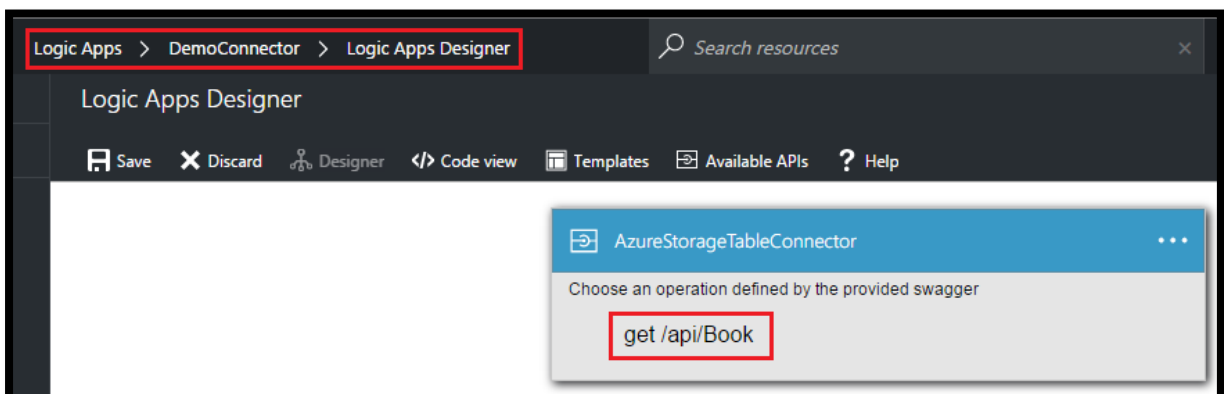 Logic Apps > DemoConnector > Logic Apps Designer Search resources
Logic Apps Designer
Save Discard Designer </> Code view Templates Available APIs ? Help
AzureStorageTableConnector ...
Choose an operation defined by the provided swagger
get /api/Book